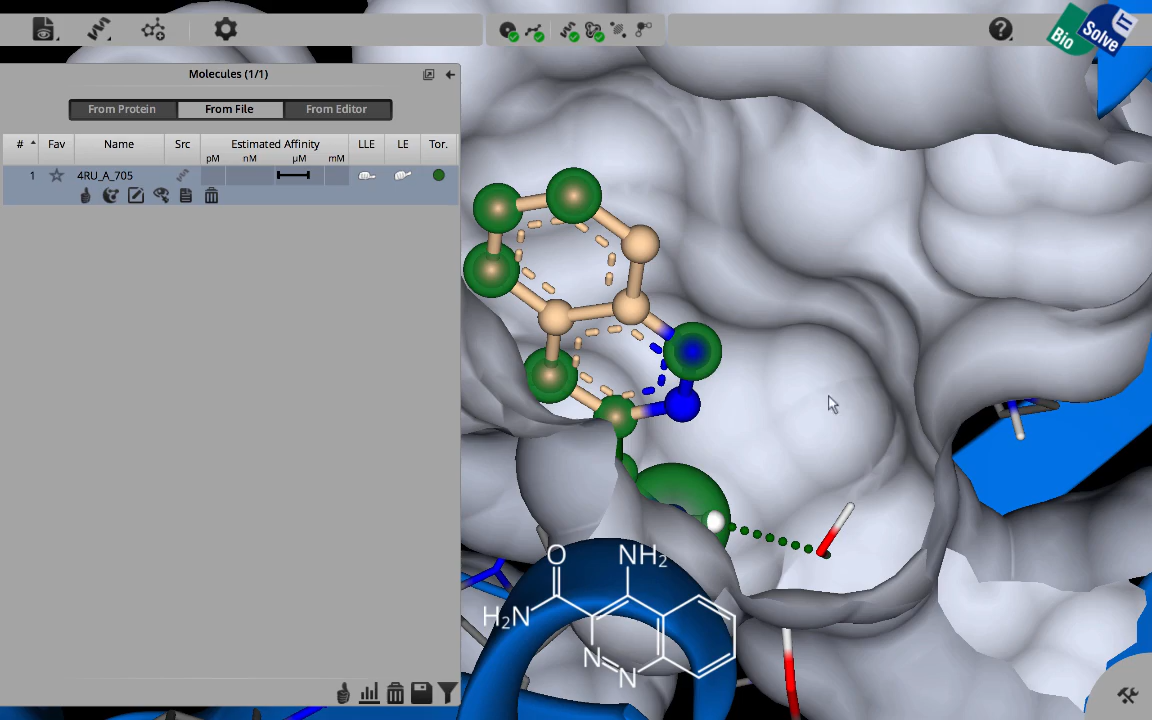 Bio
Solve
IT
Molecules (1/1)
From Protein From File From Editor
# Fav Name Src Estimated Affinity LLE LE Tor.
pM nM µM mM
1 4RU_A_705
O NH₂
H₂N
N
N